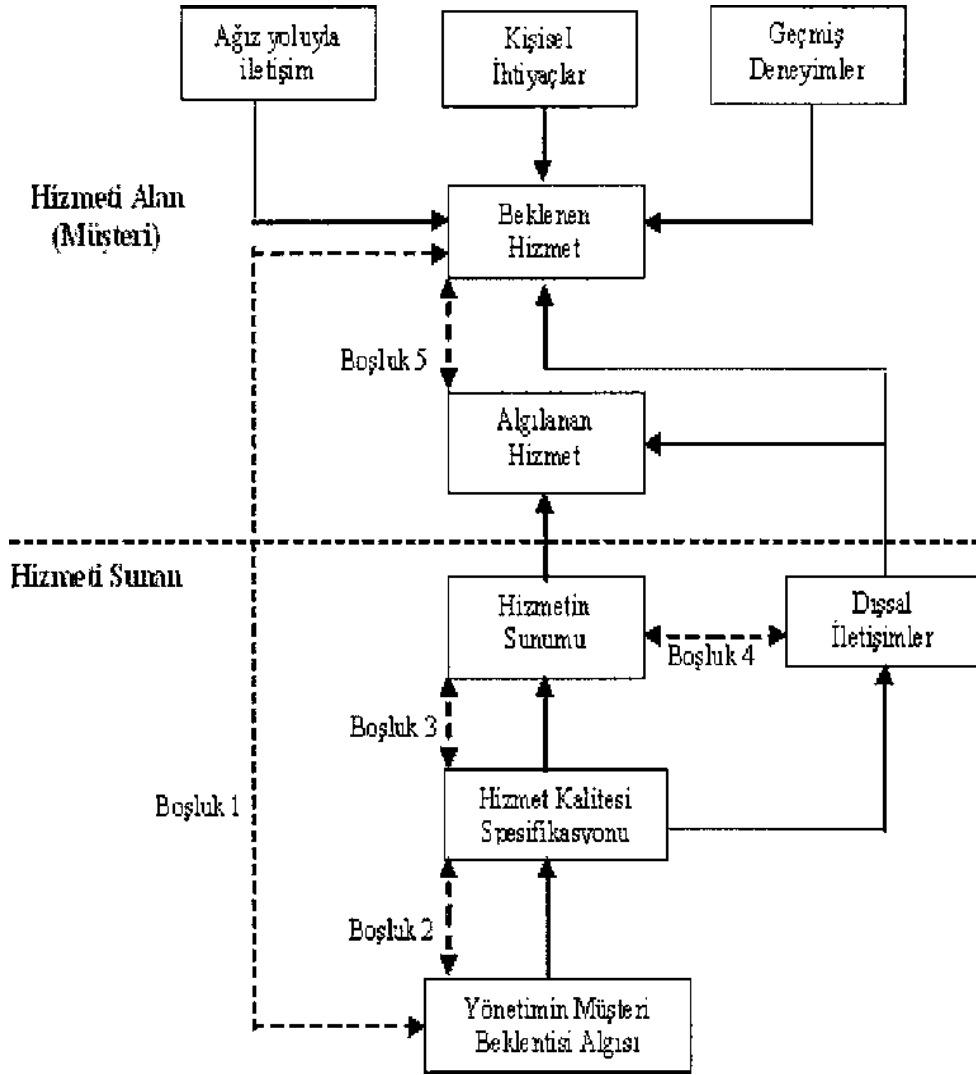 Ağız yoluyla
iletişim
Kişisel
İhtiyaçlar
Geçmiş
Deneyimler
Hizmeti Alan
(Müşteri)
Beklenen
Hizmet
Boşluk 5
Algılanan
Hizmet
Hizmeti Sunan
Hizmetin
Sunumu
Boşluk 4
Dışsal
İletişimler
Boşluk 3
Boşluk 1
Hizmet Kalitesi
Spesifikasyonu
Boşluk 2
Yönetimin Müşteri
Beklentisi Algısı